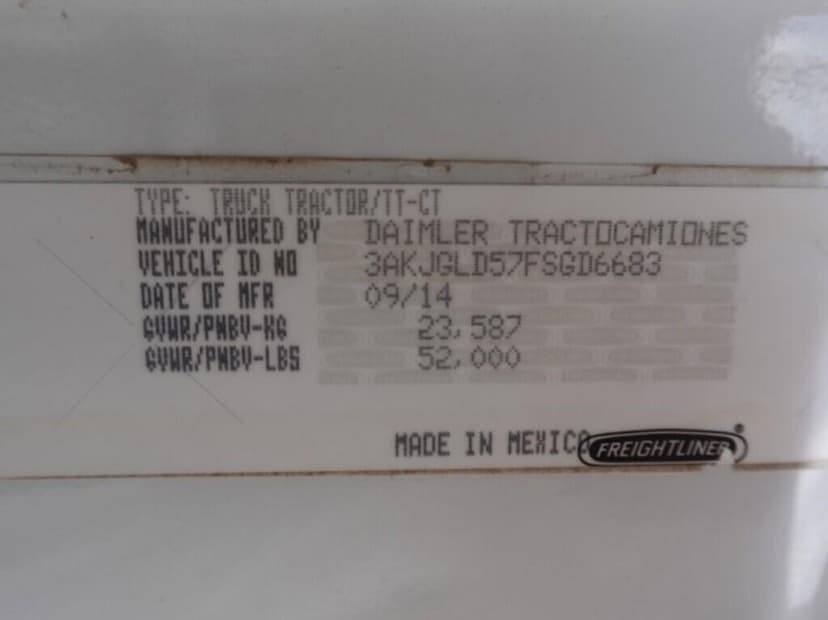 TYPE: TRUCK TRACTOR/TT-CT
MANUFACTURED BY DAIMLER TRACTOCAMIONES
VEHICLE ID NO 3AKJGLD57FSGD6683
DATE OF MFR 09/14
GVWR/PNBV-KG 23,587
GVWR/PNBV-LBS 52,000
MADE IN MEXICO FREIGHTLINER